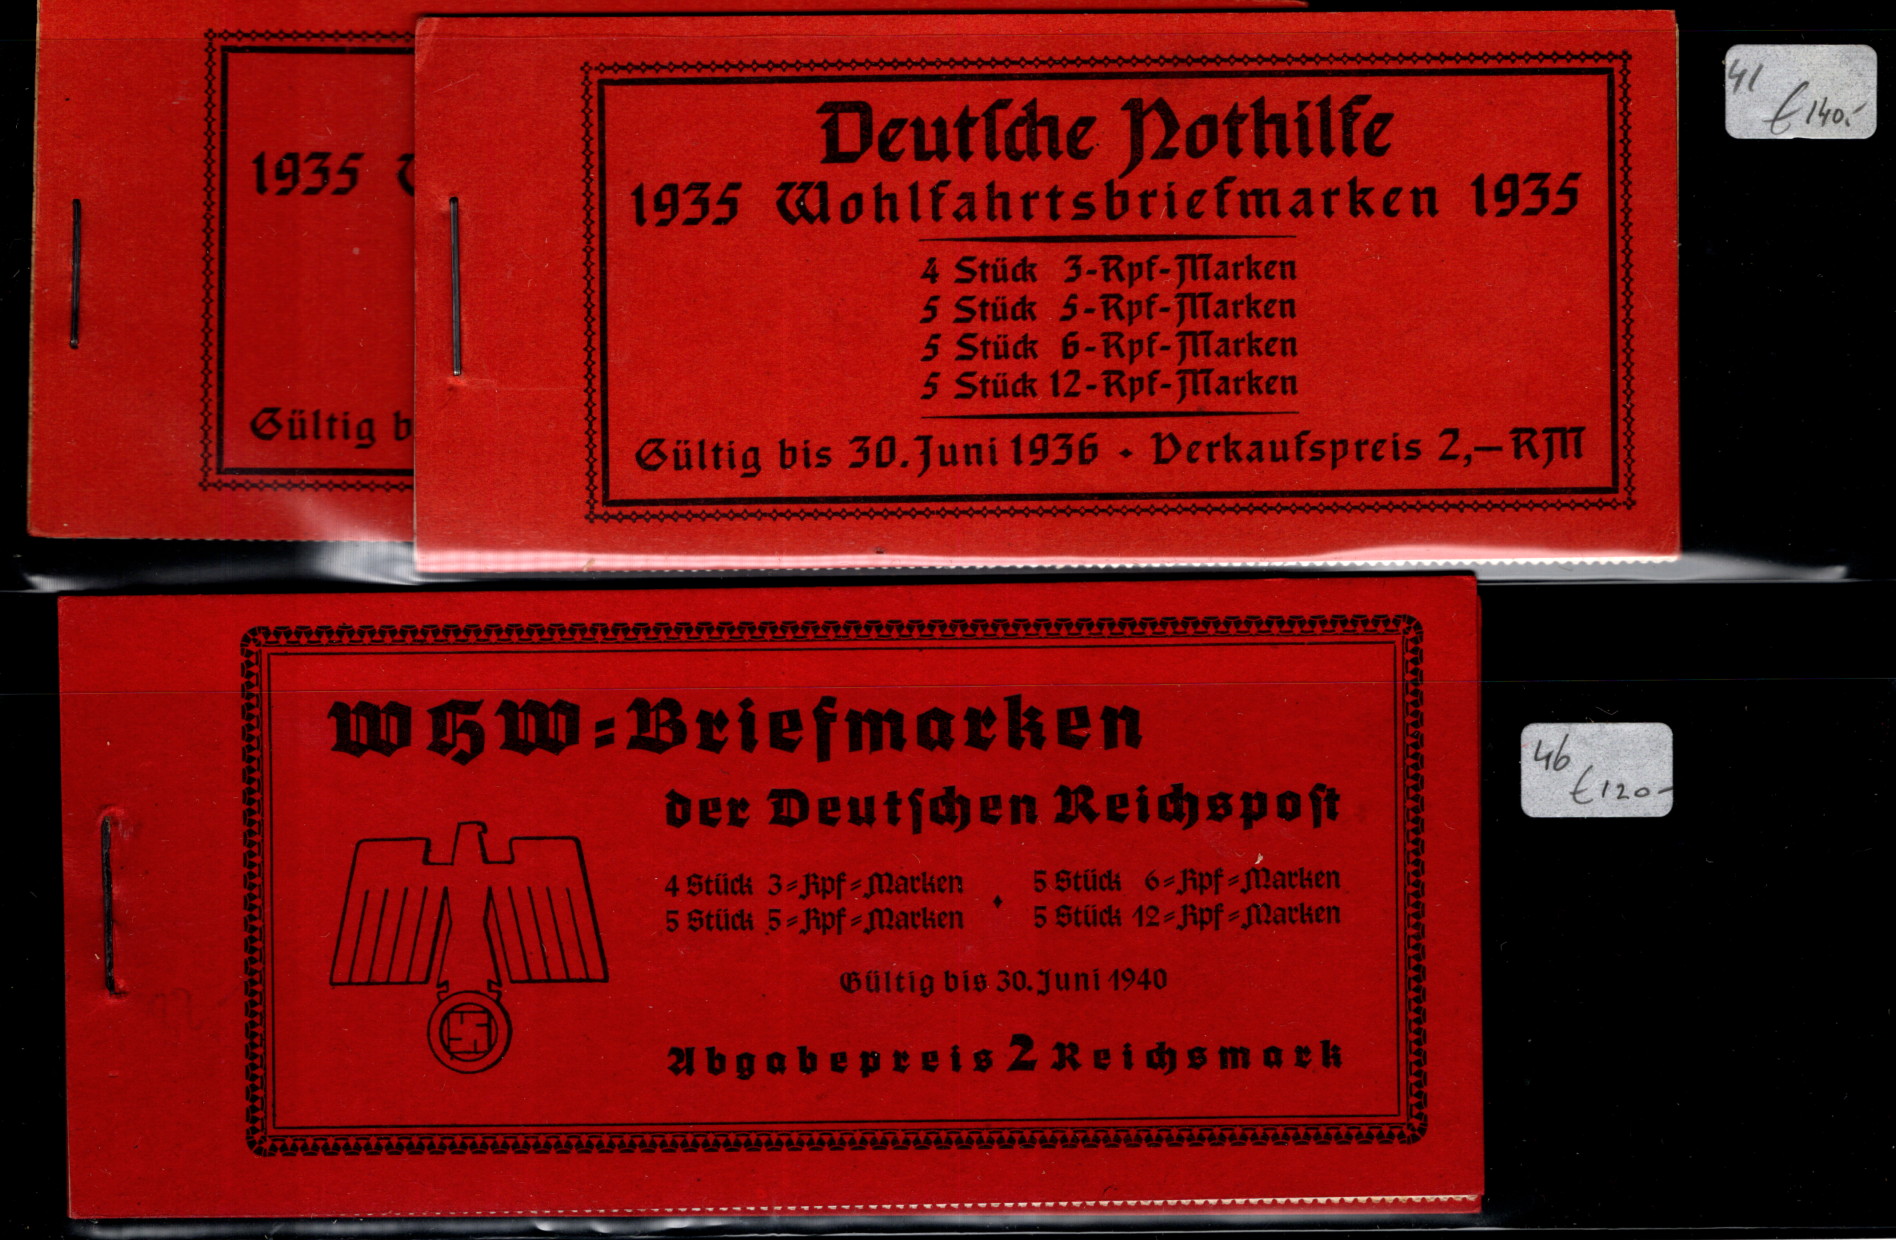 1935
Gültig b
Deutſche Nothilfe
1935 Wohlfahrtsbriefmarken 1935
4 Stück 3-Rpf-Marken
5 Stück 5-Rpf-Marken
5 Stück 6-Rpf-Marken
5 Stück 12-Rpf-Marken
Gültig bis 30. Juni 1936 • Verkaufspreis 2,— RM
41
€ 140,-
WHW=Briefmarken
der Deutſchen Reichspoſt
4 Stück 3=Rpf=Marken ♦ 5 Stück 6=Rpf=Marken
5 Stück 5=Rpf=Marken 5 Stück 12=Rpf=Marken
Gültig bis 30. Juni 1940
Abgabepreis 2 Reichsmark
46
€ 120-